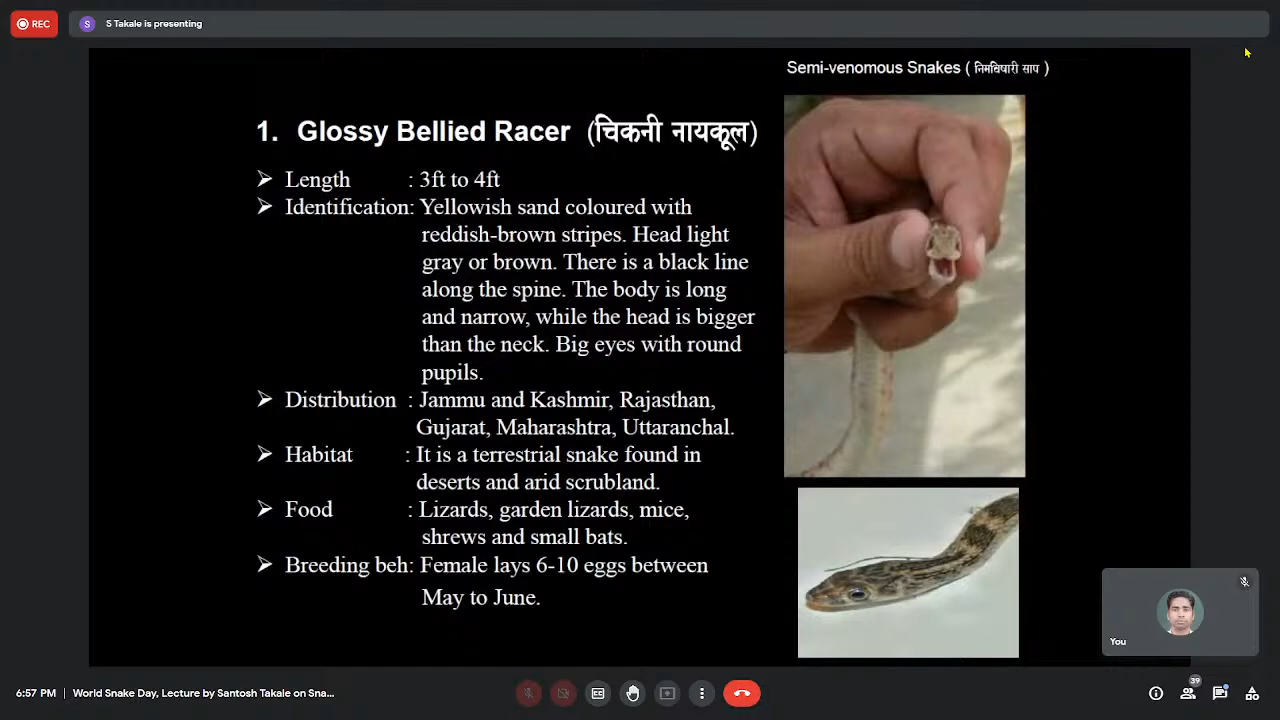 REC
S
S Takale is presenting
Semi-venomous Snakes ( निमविषारी साप )
1. Glossy Bellied Racer (चिकनी नायकूल)
➢ Length : 3ft to 4ft
➢ Identification: Yellowish sand coloured with
reddish-brown stripes. Head light
gray or brown. There is a black line
along the spine. The body is long
and narrow, while the head is bigger
than the neck. Big eyes with round
pupils.
➢ Distribution : Jammu and Kashmir, Rajasthan,
Gujarat, Maharashtra, Uttaranchal.
➢ Habitat : It is a terrestrial snake found in
deserts and arid scrubland.
➢ Food : Lizards, garden lizards, mice,
shrews and small bats.
➢ Breeding beh: Female lays 6-10 eggs between
May to June.
You
6:57 PM | World Snake Day, Lecture by Santosh Takale on Sna...
39